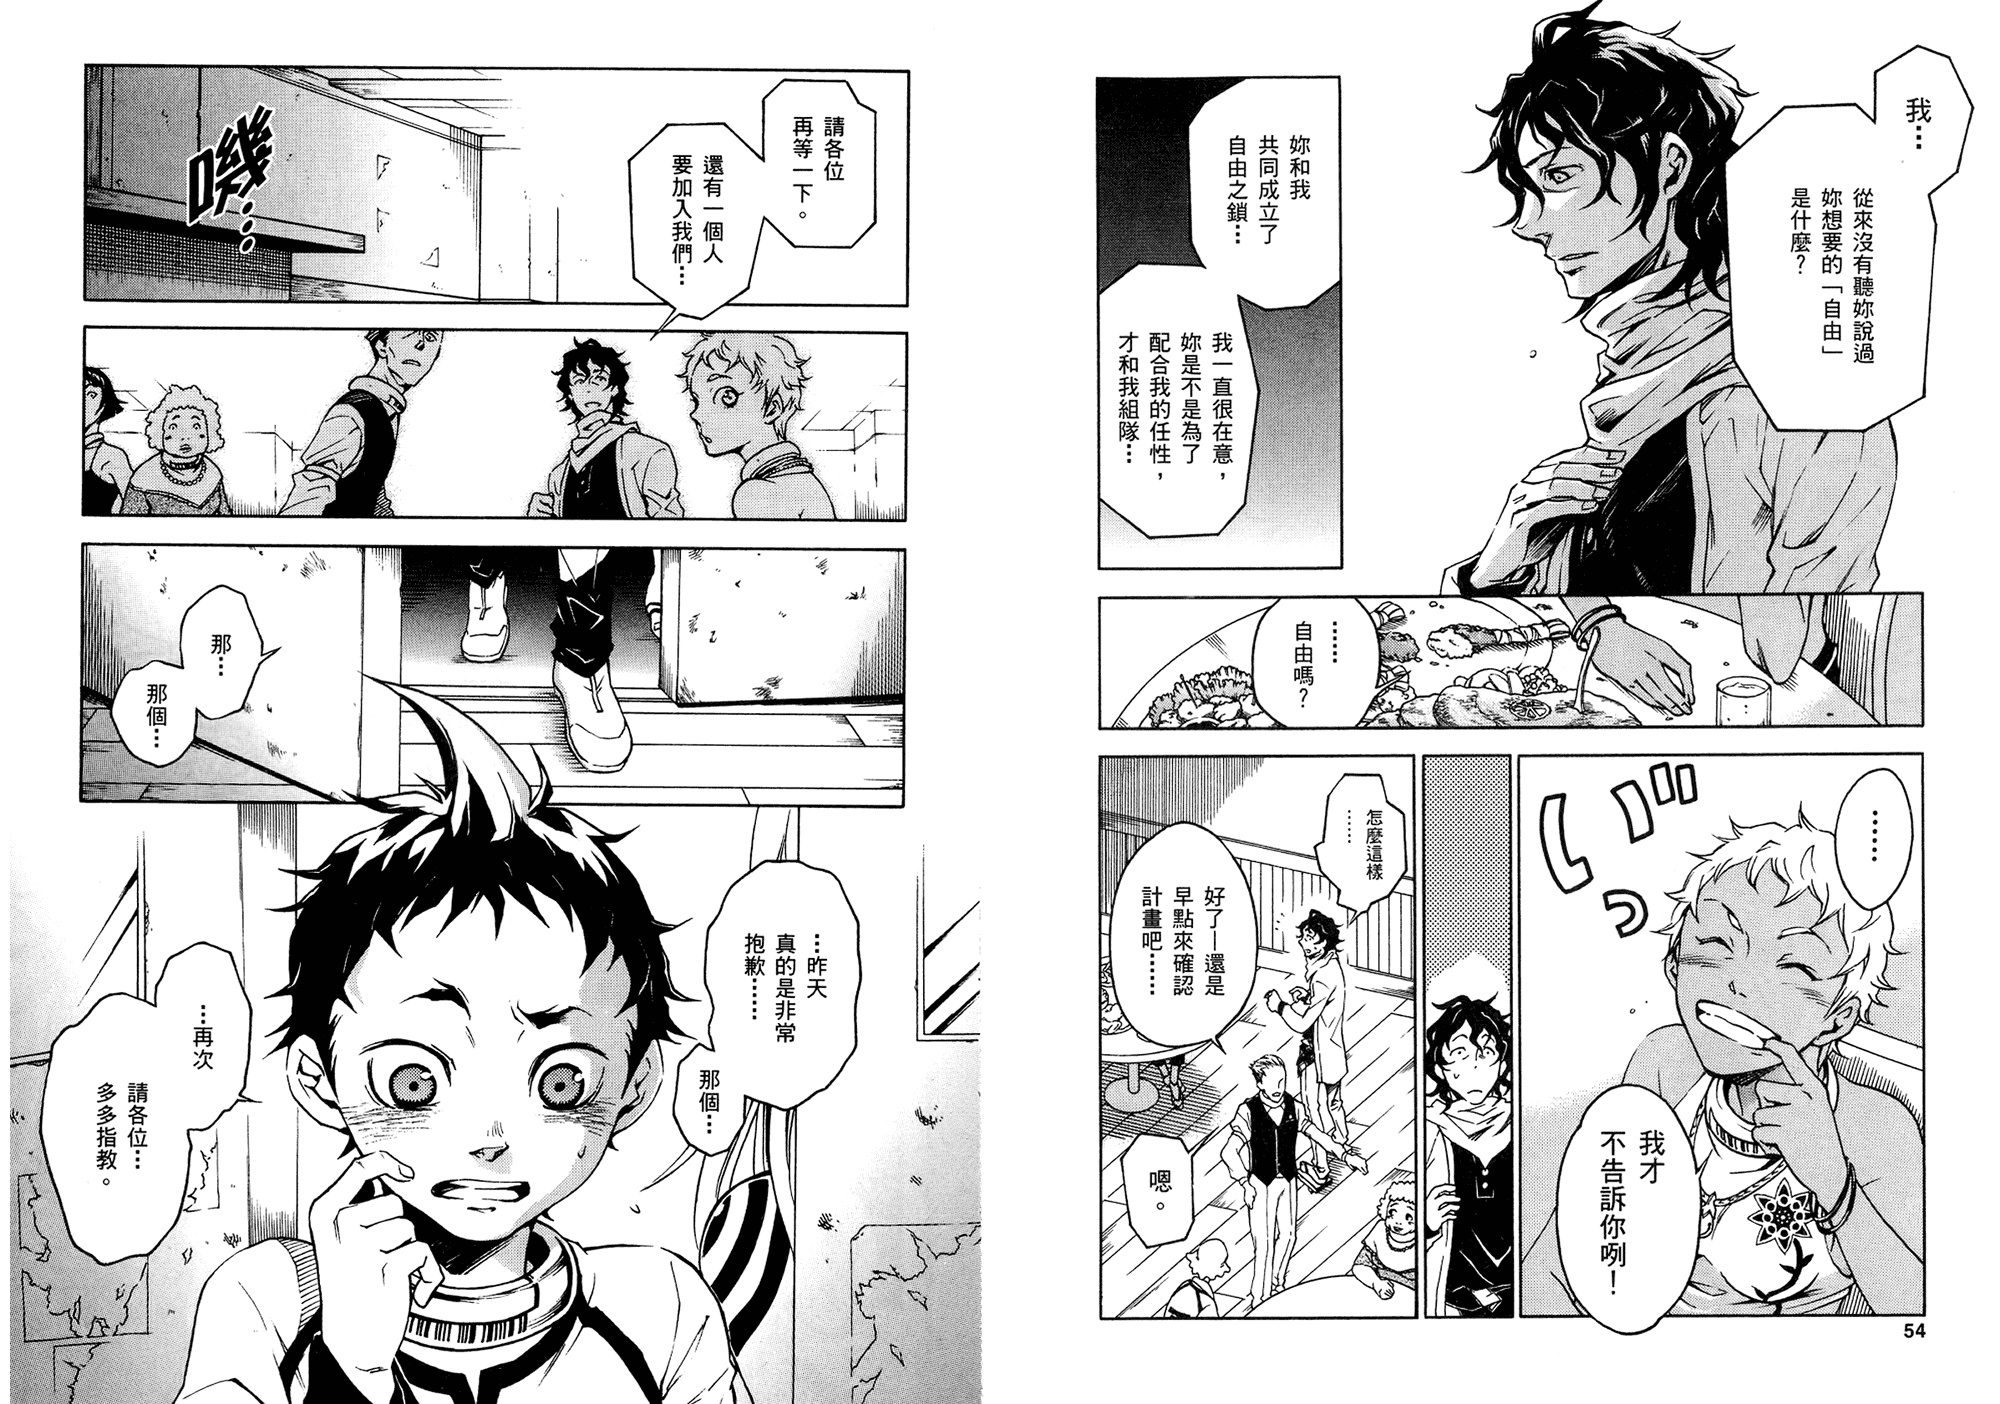 我…
從來沒有聽妳說過
妳想要的「自由」
是什麼？
妳和我
共同成立了
自由之鎖…
我一直很在意，
妳是不是為了
配合我的任性，
才和我組隊…
……
自由嗎？
……
いーっ
我才
不告訴你咧！
怎麼這樣
……
好了—還是
早點來確認
計畫吧……
嗯。
54
請各位
再等一下。
還有一個人
要加入我們…
嘰…
那…
那個…
…昨天
真的是非常
抱歉……
那個…
…再次
請各位…
多多指教。